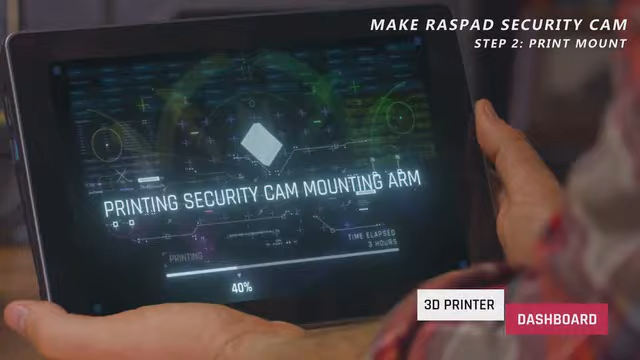 MAKE RASPAD SECURITY CAM
STEP 2: PRINT MOUNT
PRINTING SECURITY CAM MOUNTING ARM
TIME ELAPSED
3 HOURS
PRINTING
40%
3D PRINTER
DASHBOARD